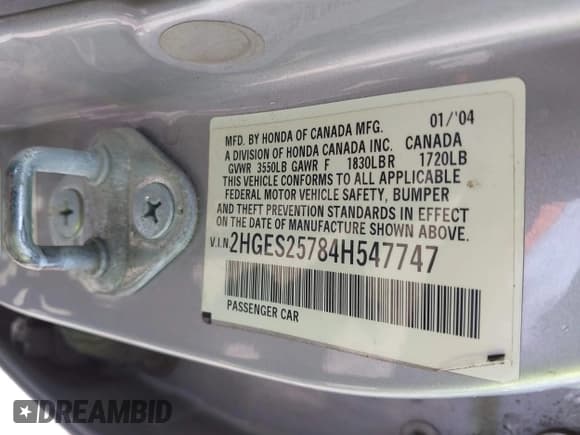 01/'04
MFD. BY HONDA OF CANADA MFG.
A DIVISION OF HONDA CANADA INC. CANADA
GVWR 3550LB GAWR F 1830LB R 1720LB
THIS VEHICLE CONFORMS TO ALL APPLICABLE
FEDERAL MOTOR VEHICLE SAFETY, BUMPER
AND THEFT PREVENTION STANDARDS IN EFFECT
ON THE DATE OF MANUFACTURE SHOWN ABOVE.
V.I.N. 2HGES25784H547747
PASSENGER CAR
DREAMBID